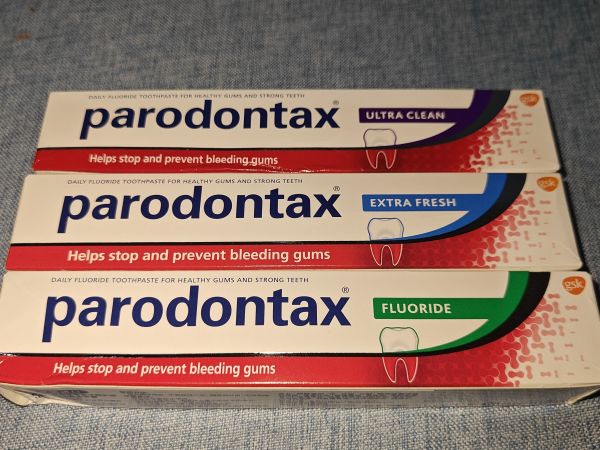 DAILY FLUORIDE TOOTHPASTE FOR HEALTHY GUMS AND STRONG TEETH
parodontax®
ULTRA CLEAN
gsk
Helps stop and prevent bleeding gums
DAILY FLUORIDE TOOTHPASTE FOR HEALTHY GUMS AND STRONG TEETH
parodontax®
EXTRA FRESH
gsk
Helps stop and prevent bleeding gums
DAILY FLUORIDE TOOTHPASTE FOR HEALTHY GUMS AND STRONG TEETH
parodontax®
FLUORIDE
gsk
Helps stop and prevent bleeding gums